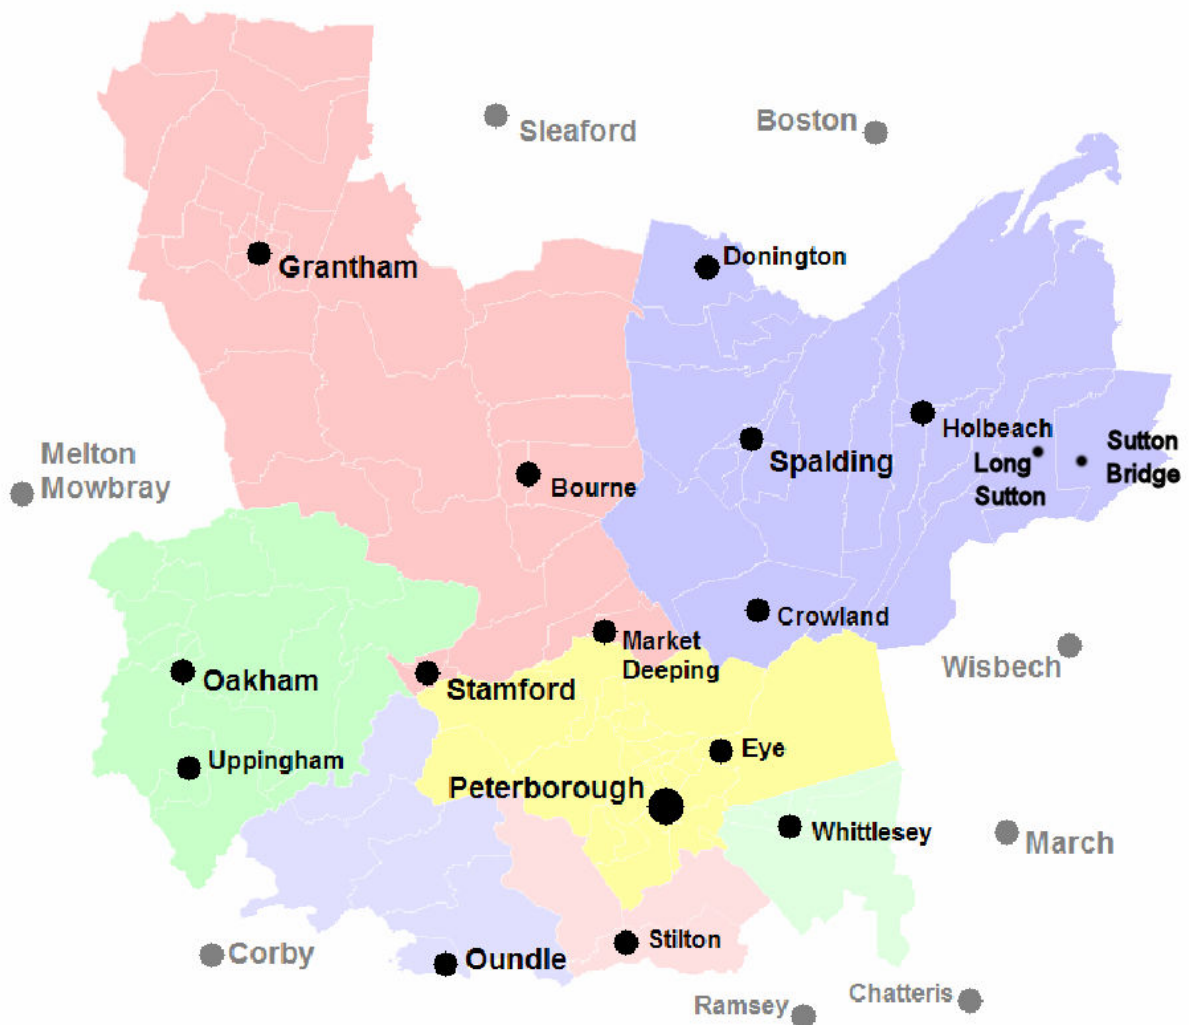 Boston
Sleaford
Donington
Grantham
Holbeach
Sutton
Bridge
Long
Sutton
Spalding
Melton
Mowbray
Bourne
Crowland
Market
Deeping
Wisbech
Oakham
Stamford
Eye
Uppingham
Peterborough
Whittlesey
March
Stilton
Corby
Oundle
Chatteris
Ramsey